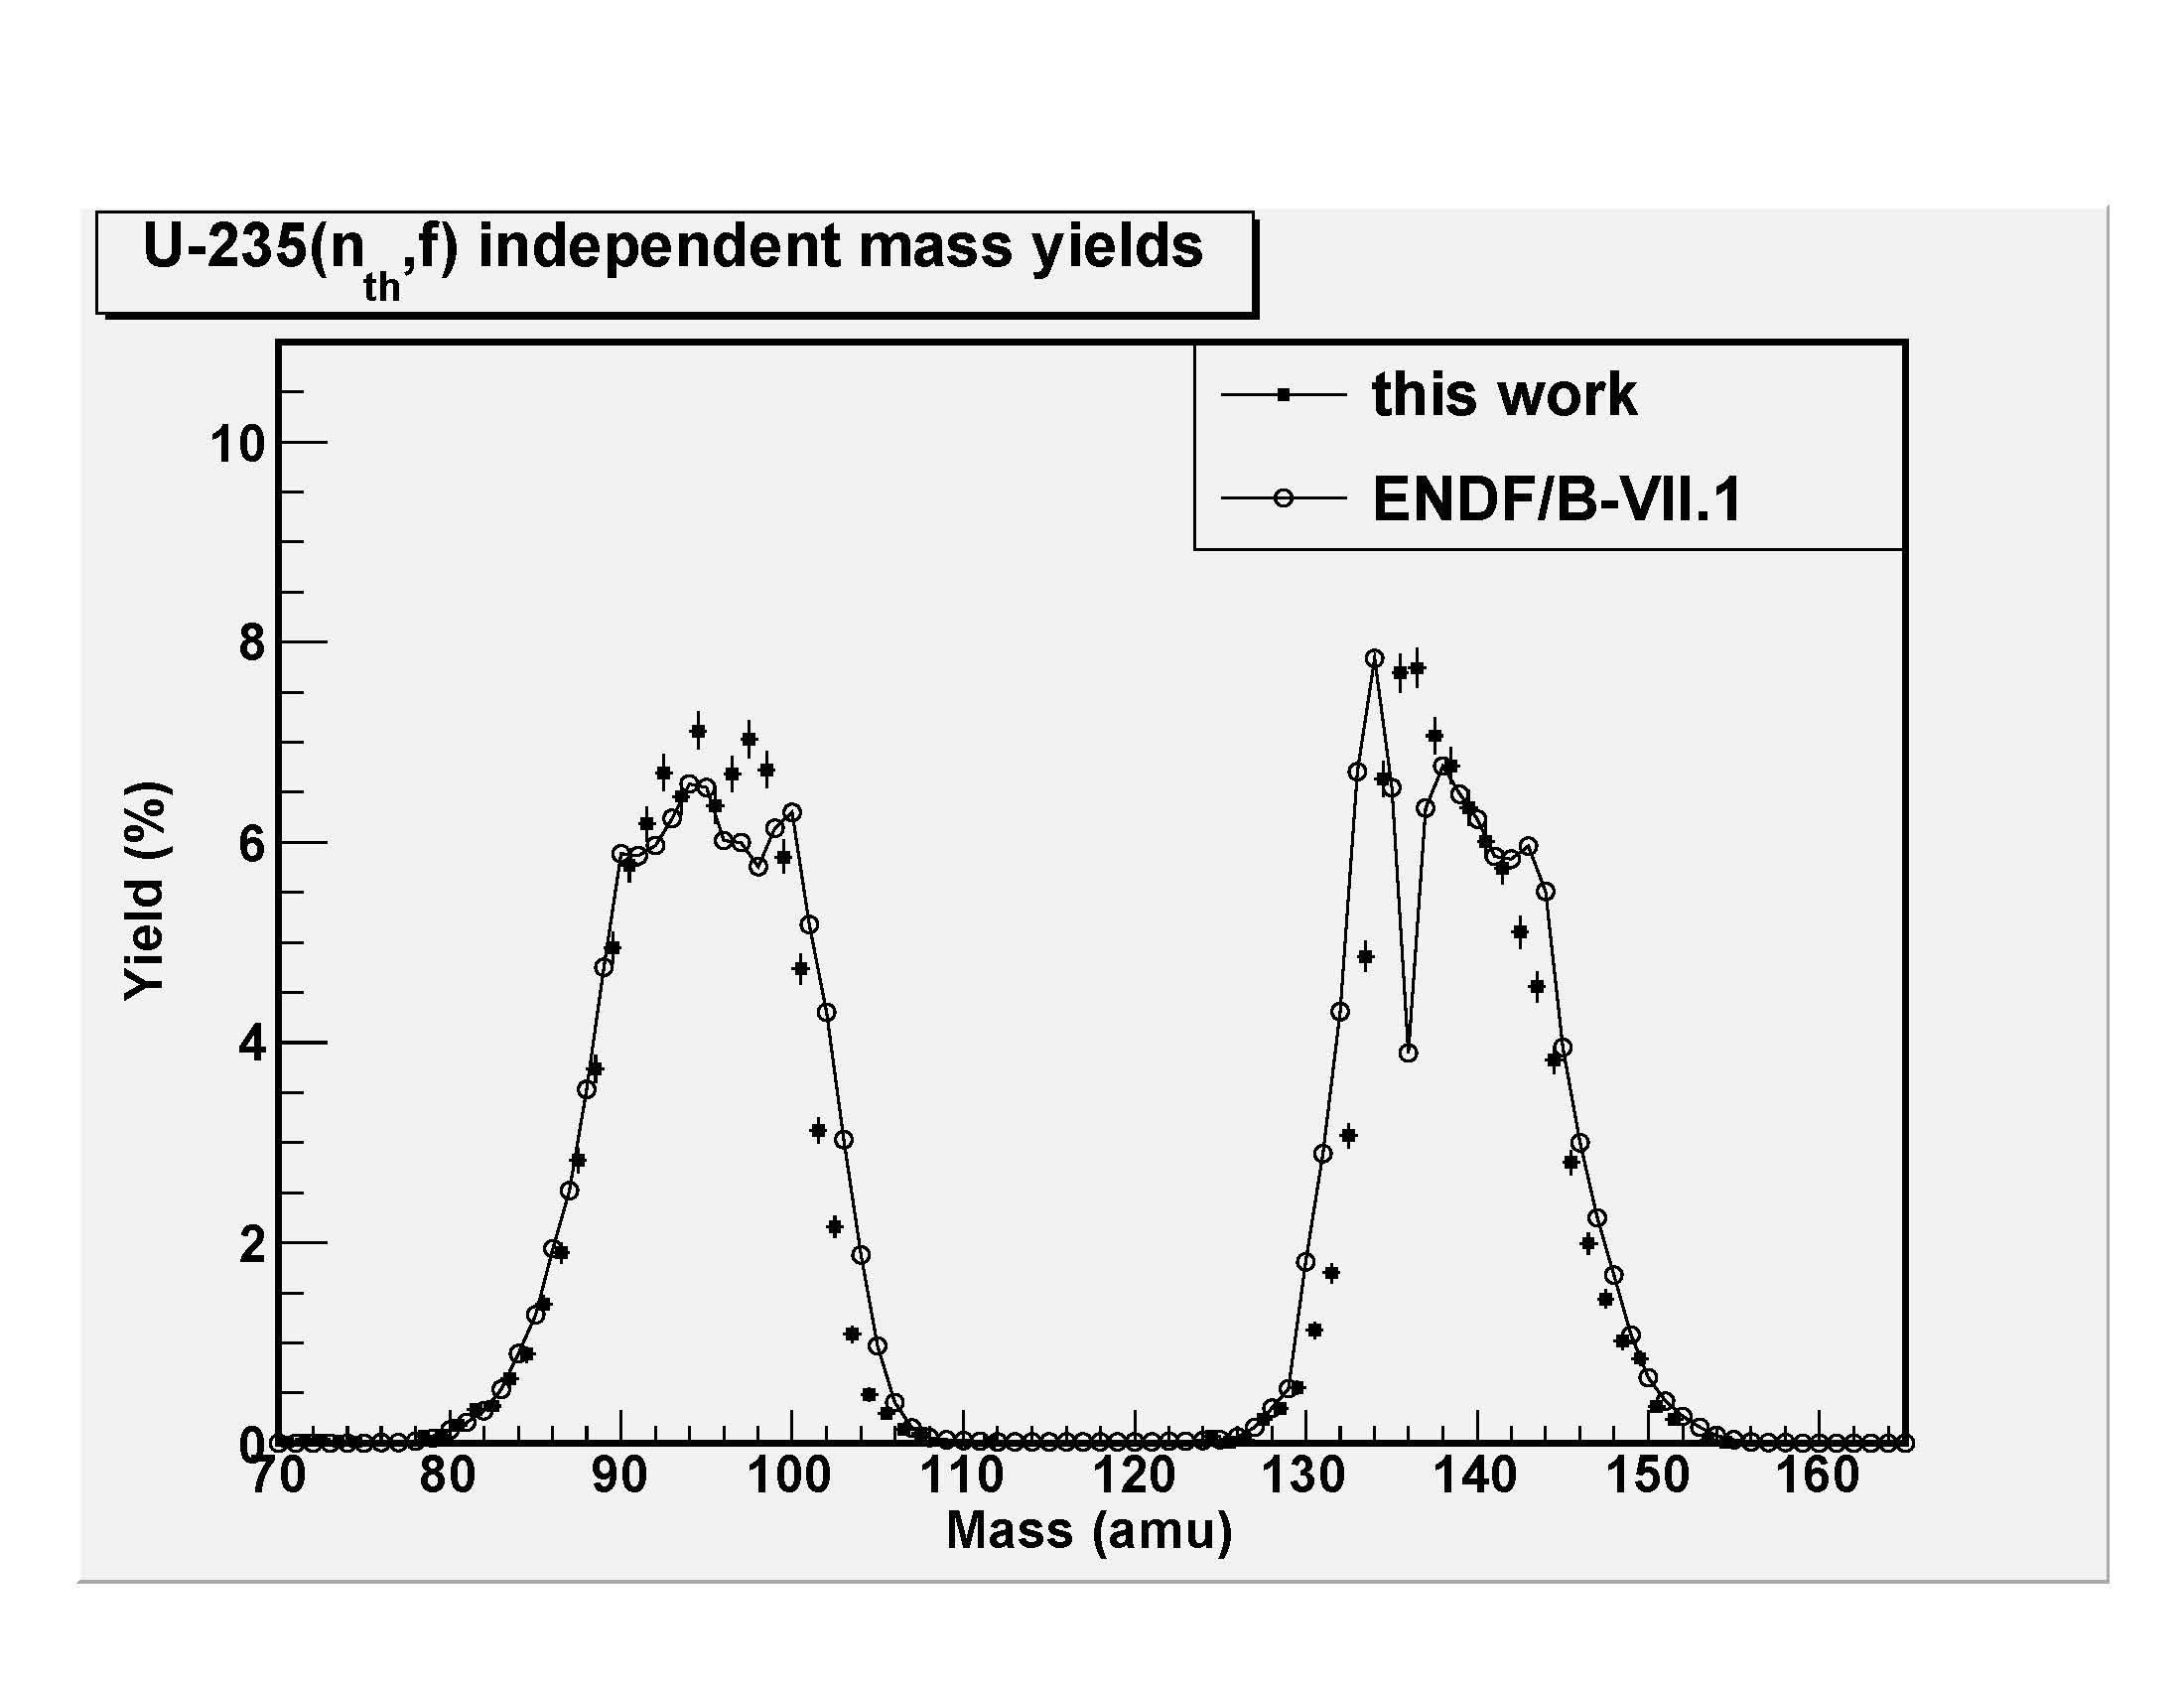 U-235(nth,f) independent mass yields
this work
ENDF/B-VII.1
10
8
6
4
2
0
Yield (%)
70 80 90 100 110 120 130 140 150 160
Mass (amu)